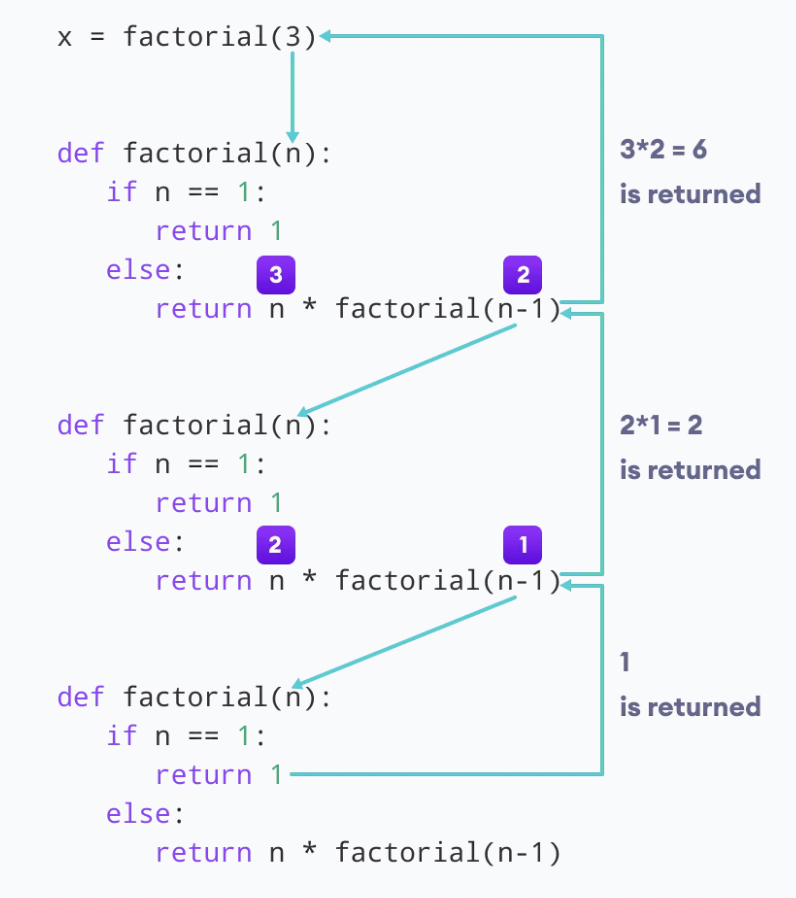 x = factorial(3)
def factorial(n):
3*2 = 6
if n == 1:
is returned
return 1
else:
3
2
return n * factorial(n-1)
def factorial(n):
2*1 = 2
if n == 1:
is returned
return 1
else:
2
1
return n * factorial(n-1)
1
def factorial(n):
is returned
if n == 1:
return 1
else:
return n * factorial(n-1)